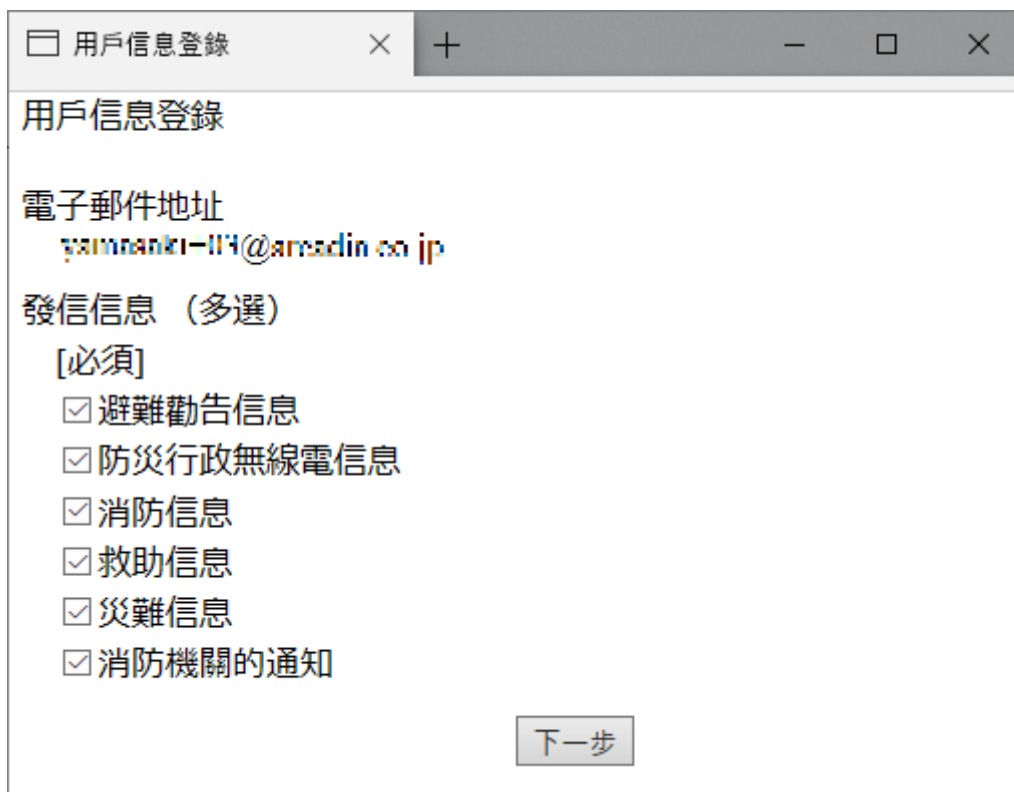 用戶信息登錄
用戶信息登錄
電子郵件地址
發信信息 （多選）
[必須]
避難勸告信息
防災行政無線電信息
消防信息
救助信息
災難信息
消防機關的通知
下一步